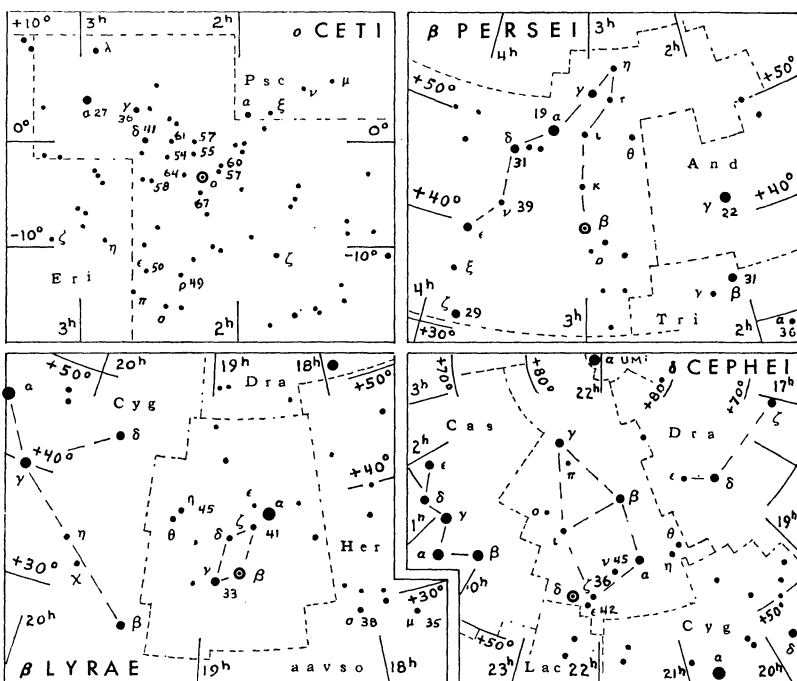 +10° 3h ο CETI
λ
Psc μ
ν
α 27 γ 36 α ξ
0° δ 41 61 57 0°
54 55
60
64 ο 57
58
67
-10° ζ η -10°
ε 50 ρ 49 ζ
Eri
π σ
3h 2h
β PERSEI
4h 3h 2h
+50° η +50°
γ
19 α τ
δ ι θ
31
And
+40° κ +40°
ν 39 γ 22
ε β
ρ
ξ 31
γ β
4h ζ 29
+30° 3h Tri 2h α 36
20h 19h 18h
+50° Dra +50°
α
Cyg
δ
+40° +40°
γ
η 45 ε α
θ ζ 41
η δ
+30° χ Her
ν β
33 +30°
20h β ο 38 μ 35
β LYRAE 19h aavso 18h
α UMi δ CEPHEI
3h +70° +80° 22h +80° +70° 17h
Cas ζ
2h γ Dra
ε π
δ β ε δ
1h γ ο
ι 19h
α β ν 45 θ
ζ α η
0h δ 36
ε 42
+50° +50°
Cyg
23h Lac 22h 21h α 20h δ